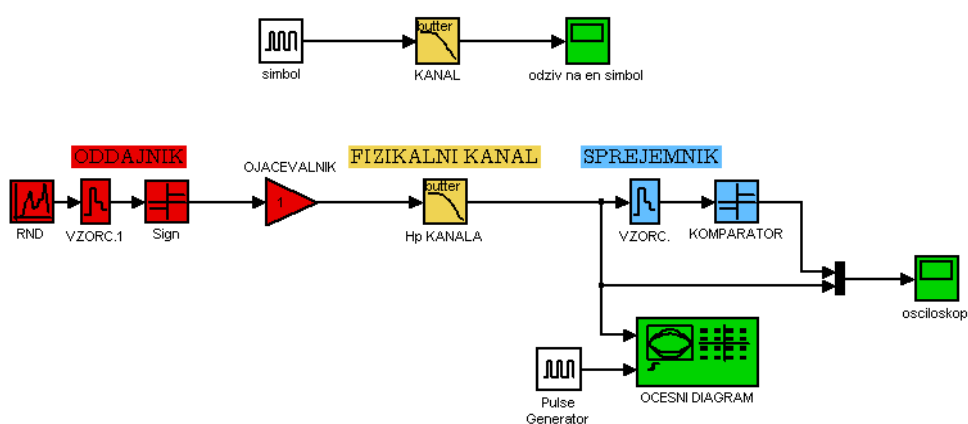 butter
simbol
KANAL
odziv na en simbol
ODDAJNIK
FIZIKALNI KANAL
SPREJEMNIK
OJACEVALNIK
RND
VZORC.1
Sign
1
butter
Hp KANALA
VZORC.
KOMPARATOR
osciloskop
Pulse
Generator
OCESNI DIAGRAM